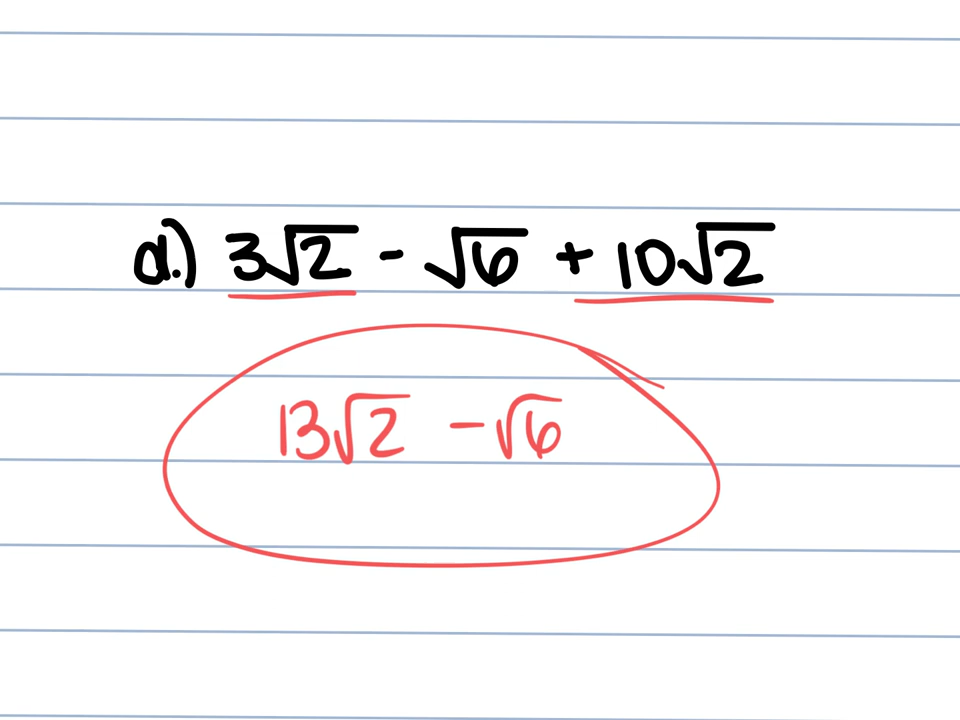 d.) 3√2 - √6 + 10√2
13√2 - √6